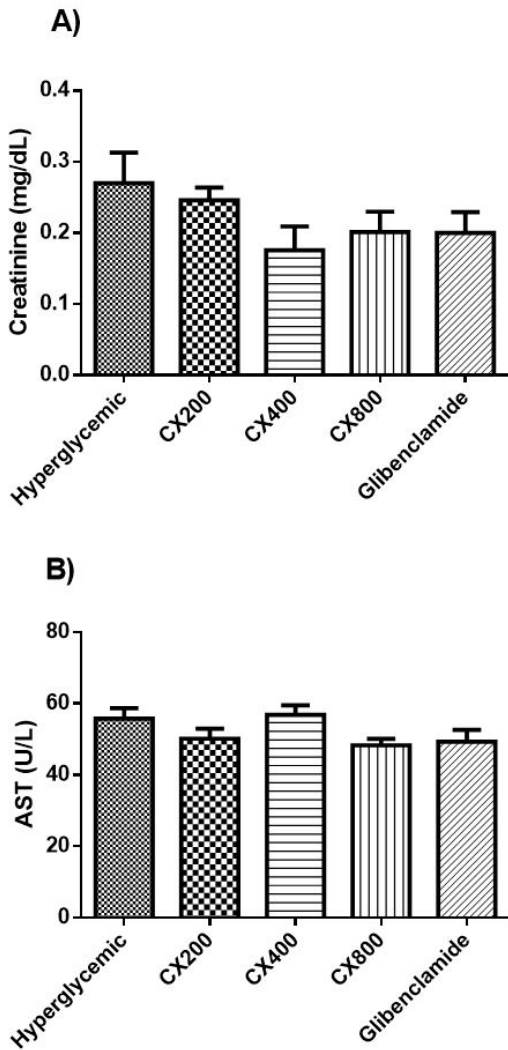 A)
Creatinine (mg/dL)
0.4
0.3
0.2
0.1
0.0
Hyperglycemic
CX200
CX400
CX800
Glibenclamide
B)
AST (U/L)
80
60
40
20
0
Hyperglycemic
CX200
CX400
CX800
Glibenclamide